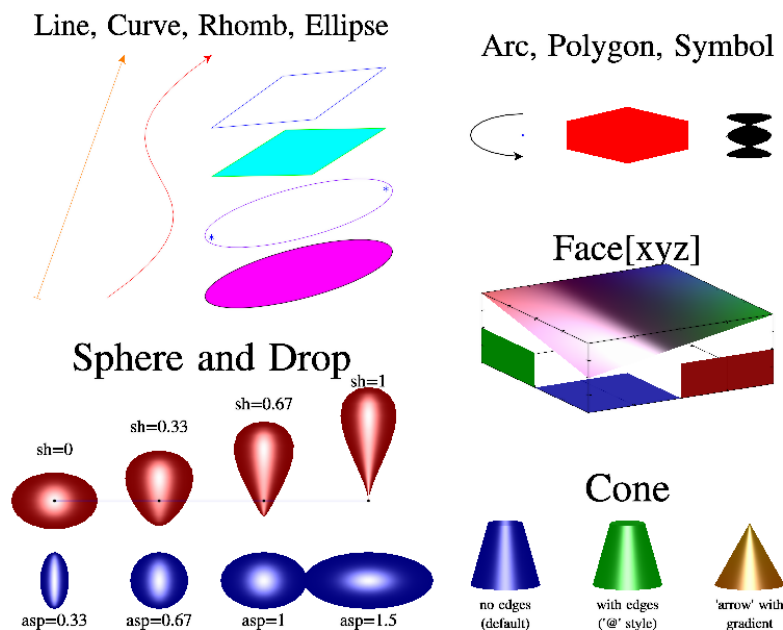 Line, Curve, Rhomb, Ellipse
Arc, Polygon, Symbol
Face[xyz]
Sphere and Drop
sh=0
sh=0.33
sh=0.67
sh=1
asp=0.33
asp=0.67
asp=1
asp=1.5
Cone
no edges
(default)
with edges
('@' style)
'arrow' with
gradient